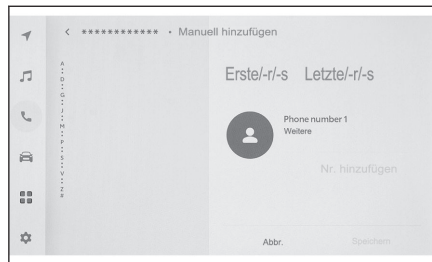 < ************ • Manuell hinzufügen
A
D
G
J
M
P
S
V
Z
#
Erste/-r/-s Letzte/-r/-s
Phone number 1
Weitere
Nr. hinzufügen
Abbr.
Speichern